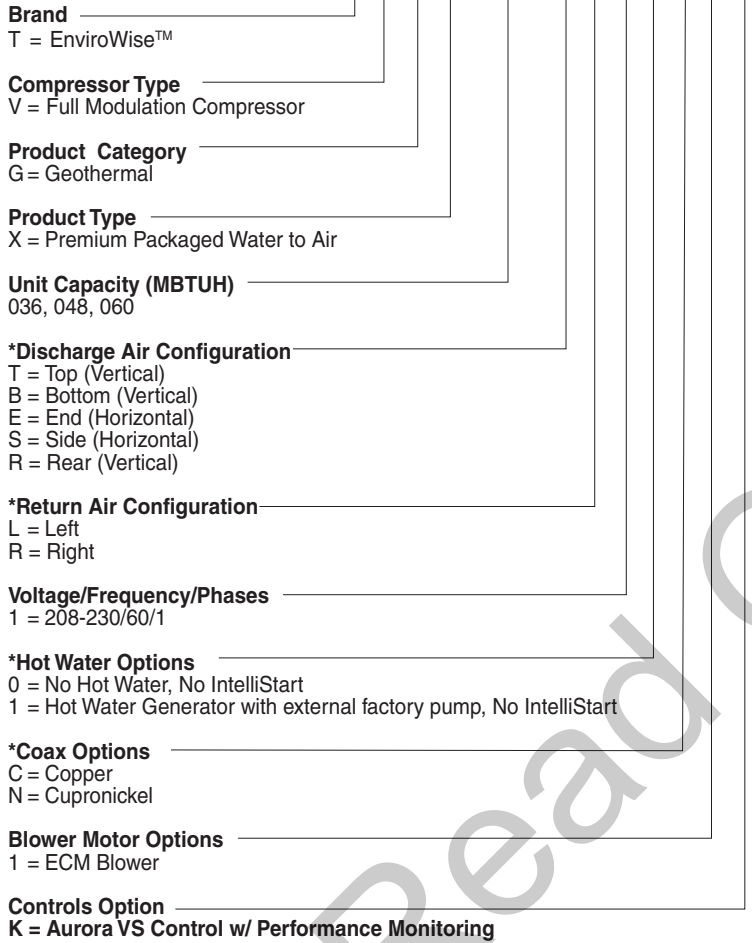 Brand
T = EnviroWise™
Compressor Type
V = Full Modulation Compressor
Product Category
G = Geothermal
Product Type
X = Premium Packaged Water to Air
Unit Capacity (MBTUH)
036, 048, 060
*Discharge Air Configuration
T = Top (Vertical)
B = Bottom (Vertical)
E = End (Horizontal)
S = Side (Horizontal)
R = Rear (Vertical)
*Return Air Configuration
L = Left
R = Right
Voltage/Frequency/Phases
1 = 208-230/60/1
*Hot Water Options
0 = No Hot Water, No IntelliStart
1 = Hot Water Generator with external factory pump, No IntelliStart
*Coax Options
C = Copper
N = Cupronickel
Blower Motor Options
1 = ECM Blower
Controls Option
K = Aurora VS Control w/ Performance Monitoring
Read